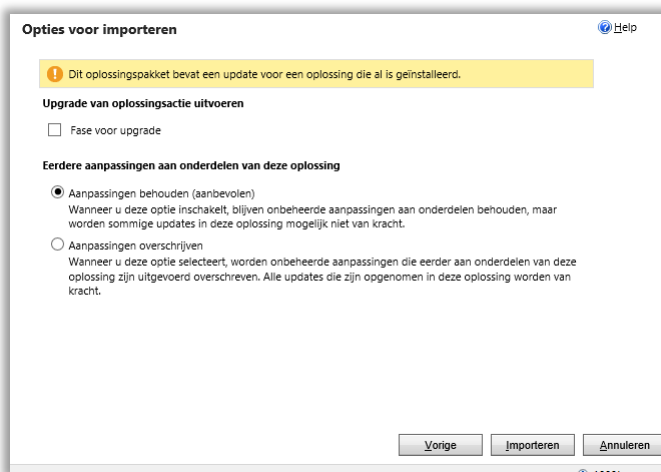 Opties voor importeren
Help
Dit oplossingspakket bevat een update voor een oplossing die al is geïnstalleerd.
Upgrade van oplossingsactie uitvoeren
Fase voor upgrade
Eerdere aanpassingen aan onderdelen van deze oplossing
Aanpassingen behouden (aanbevolen)
Wanneer u deze optie inschakelt, blijven onbeheerde aanpassingen aan onderdelen behouden, maar
worden sommige updates in deze oplossing mogelijk niet van kracht.
Aanpassingen overschrijven
Wanneer u deze optie selecteert, worden onbeheerde aanpassingen die eerder aan onderdelen van deze
oplossing zijn uitgevoerd overschreven. Alle updates die zijn opgenomen in deze oplossing worden van
kracht.
Vorige
Importeren
Annuleren